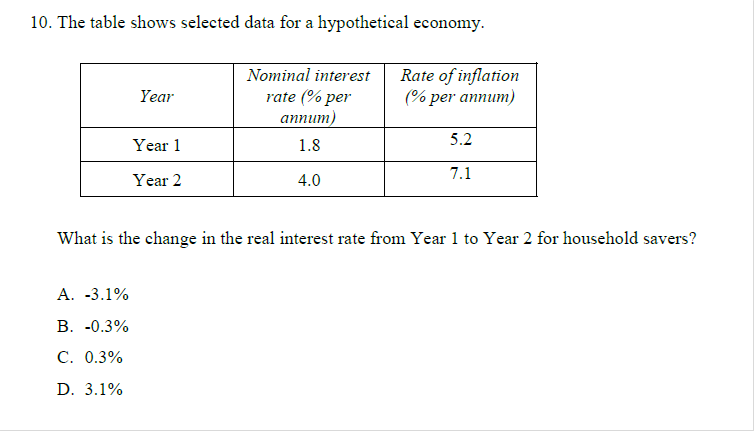 10. The table shows selected data for a hypothetical economy.
Year
Nominal interest
rate (% per
annum)
Rate of inflation
(% per annum)
Year 1
1.8
5.2
Year 2
4.0
7.1
What is the change in the real interest rate from Year 1 to Year 2 for household savers?
A. -3.1%
B. -0.3%
C. 0.3%
D. 3.1%